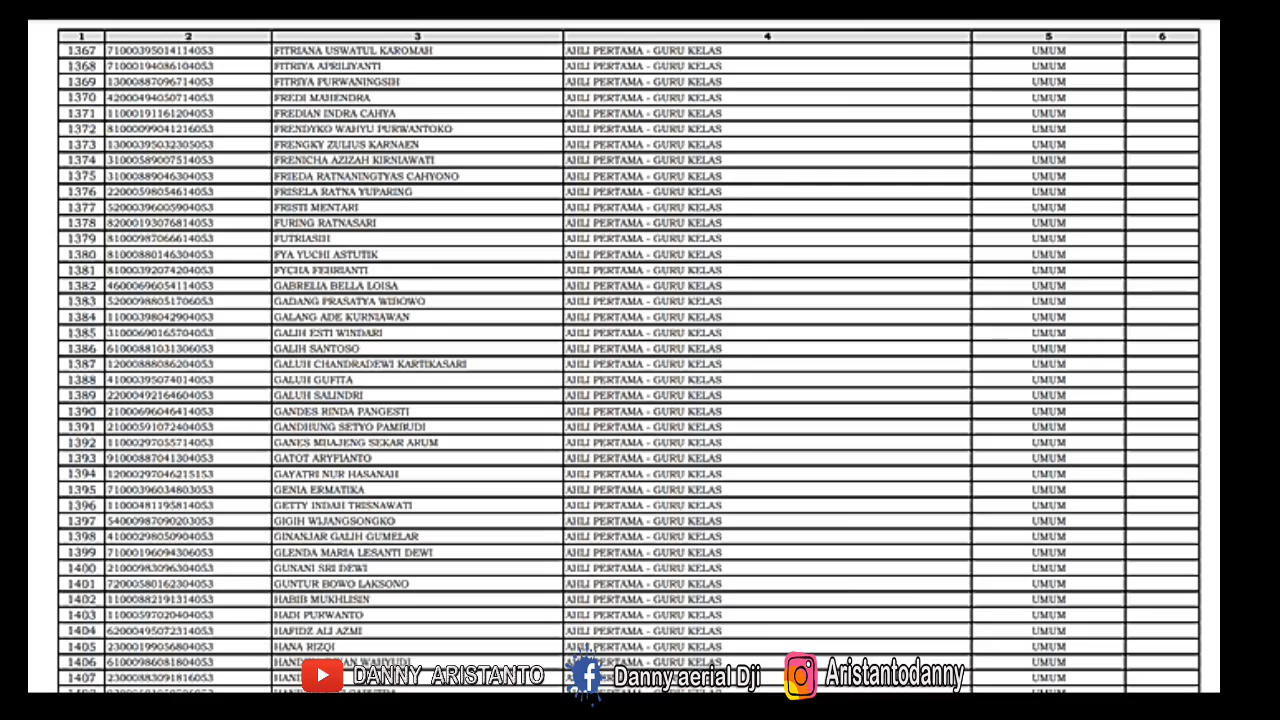 1 2 3 4 5 6
1367 71000395014114053 FITRIANA USWATUL KAROMAH AHLI PERTAMA - GURU KELAS UMUM
1368 71000194086104053 FITRIYA APRILIYANTI AHLI PERTAMA - GURU KELAS UMUM
1369 13000887096714053 FITRIYA PURWANINGSIH AHLI PERTAMA - GURU KELAS UMUM
1370 42000494050714053 FREDI MAHENDRA AHLI PERTAMA - GURU KELAS UMUM
1371 11000191161204053 FREDIAN INDRA CAHYA AHLI PERTAMA - GURU KELAS UMUM
1372 81000099041216053 FRENDYKO WAHYU PURWANTOKO AHLI PERTAMA - GURU KELAS UMUM
1373 13000395032305053 FRENGKY ZULIUS KARNAEN AHLI PERTAMA - GURU KELAS UMUM
1374 31000589007514053 FRENICHA AZIZAH KIRNIAWATI AHLI PERTAMA - GURU KELAS UMUM
1375 31000889046304053 FRIEDA RATNANINGTYAS CAHYONO AHLI PERTAMA - GURU KELAS UMUM
1376 22000598054614053 FRISELA RATNA YUPARING AHLI PERTAMA - GURU KELAS UMUM
1377 52000396005904053 FRISTI MENTARI AHLI PERTAMA - GURU KELAS UMUM
1378 82000193076814053 FURING RATNASARI AHLI PERTAMA - GURU KELAS UMUM
1379 81000987066614053 FUTRIASIH AHLI PERTAMA - GURU KELAS UMUM
1380 81000880146304053 FYA YUCHI ASTUTIK AHLI PERTAMA - GURU KELAS UMUM
1381 81000392074204053 FYCHA FEBRIANTI AHLI PERTAMA - GURU KELAS UMUM
1382 46000696054114053 GABRELIA BELLA LOISA AHLI PERTAMA - GURU KELAS UMUM
1383 52000988051706053 GADANG PRASATYA WIBOWO AHLI PERTAMA - GURU KELAS UMUM
1384 11000398042904053 GALANG ADE KURNIAWAN AHLI PERTAMA - GURU KELAS UMUM
1385 31000690165704053 GALIH ESTI WINDARI AHLI PERTAMA - GURU KELAS UMUM
1386 61000881031306053 GALIH SANTOSO AHLI PERTAMA - GURU KELAS UMUM
1387 12000888086204053 GALUH CHANDRADEWI KARTIKASARI AHLI PERTAMA - GURU KELAS UMUM
1388 41000395074014053 GALUH GUFITA AHLI PERTAMA - GURU KELAS UMUM
1389 22000492164604053 GALUH SALINDRI AHLI PERTAMA - GURU KELAS UMUM
1390 21000696046414053 GANDES RINDA PANGESTI AHLI PERTAMA - GURU KELAS UMUM
1391 21000591072404053 GANDHUNG SETYO PAMBUDI AHLI PERTAMA - GURU KELAS UMUM
1392 11000297055714053 GANES MBAJENG SEKAR ARUM AHLI PERTAMA - GURU KELAS UMUM
1393 91000887041304053 GATOT ARYFIANTO AHLI PERTAMA - GURU KELAS UMUM
1394 12000297046215153 GAYATRI NUR HASANAH AHLI PERTAMA - GURU KELAS UMUM
1395 71000396034803053 GENIA ERMATIKA AHLI PERTAMA - GURU KELAS UMUM
1396 11000481195814053 GETTY INDAH TRISNAWATI AHLI PERTAMA - GURU KELAS UMUM
1397 54000987090203053 GIGIH WIJANGSONGKO AHLI PERTAMA - GURU KELAS UMUM
1398 41000298050904053 GINANJAR GALIH GUMELAR AHLI PERTAMA - GURU KELAS UMUM
1399 71000196094306053 GLENDA MARIA LESANTI DEWI AHLI PERTAMA - GURU KELAS UMUM
1400 21000983096304053 GUNANI SRI DEWI AHLI PERTAMA - GURU KELAS UMUM
1401 72000580162304053 GUNTUR BOWO LAKSONO AHLI PERTAMA - GURU KELAS UMUM
1402 11000882191314053 HABIB MUKHLISIN AHLI PERTAMA - GURU KELAS UMUM
1403 11000597020404053 HADI PURWANTO AHLI PERTAMA - GURU KELAS UMUM
1404 62000495072314053 HAFIDZ ALI AZMI AHLI PERTAMA - GURU KELAS UMUM
1405 23000199056804053 HANA RIZQI AHLI PERTAMA - GURU KELAS UMUM
1406 61000986081804053 WAHYUDI PERTAMA - GURU KELAS UMUM
1407 23000883091816053 UMUM
DANNY ARISTANTO Danny aerial Dji Aristantodanny